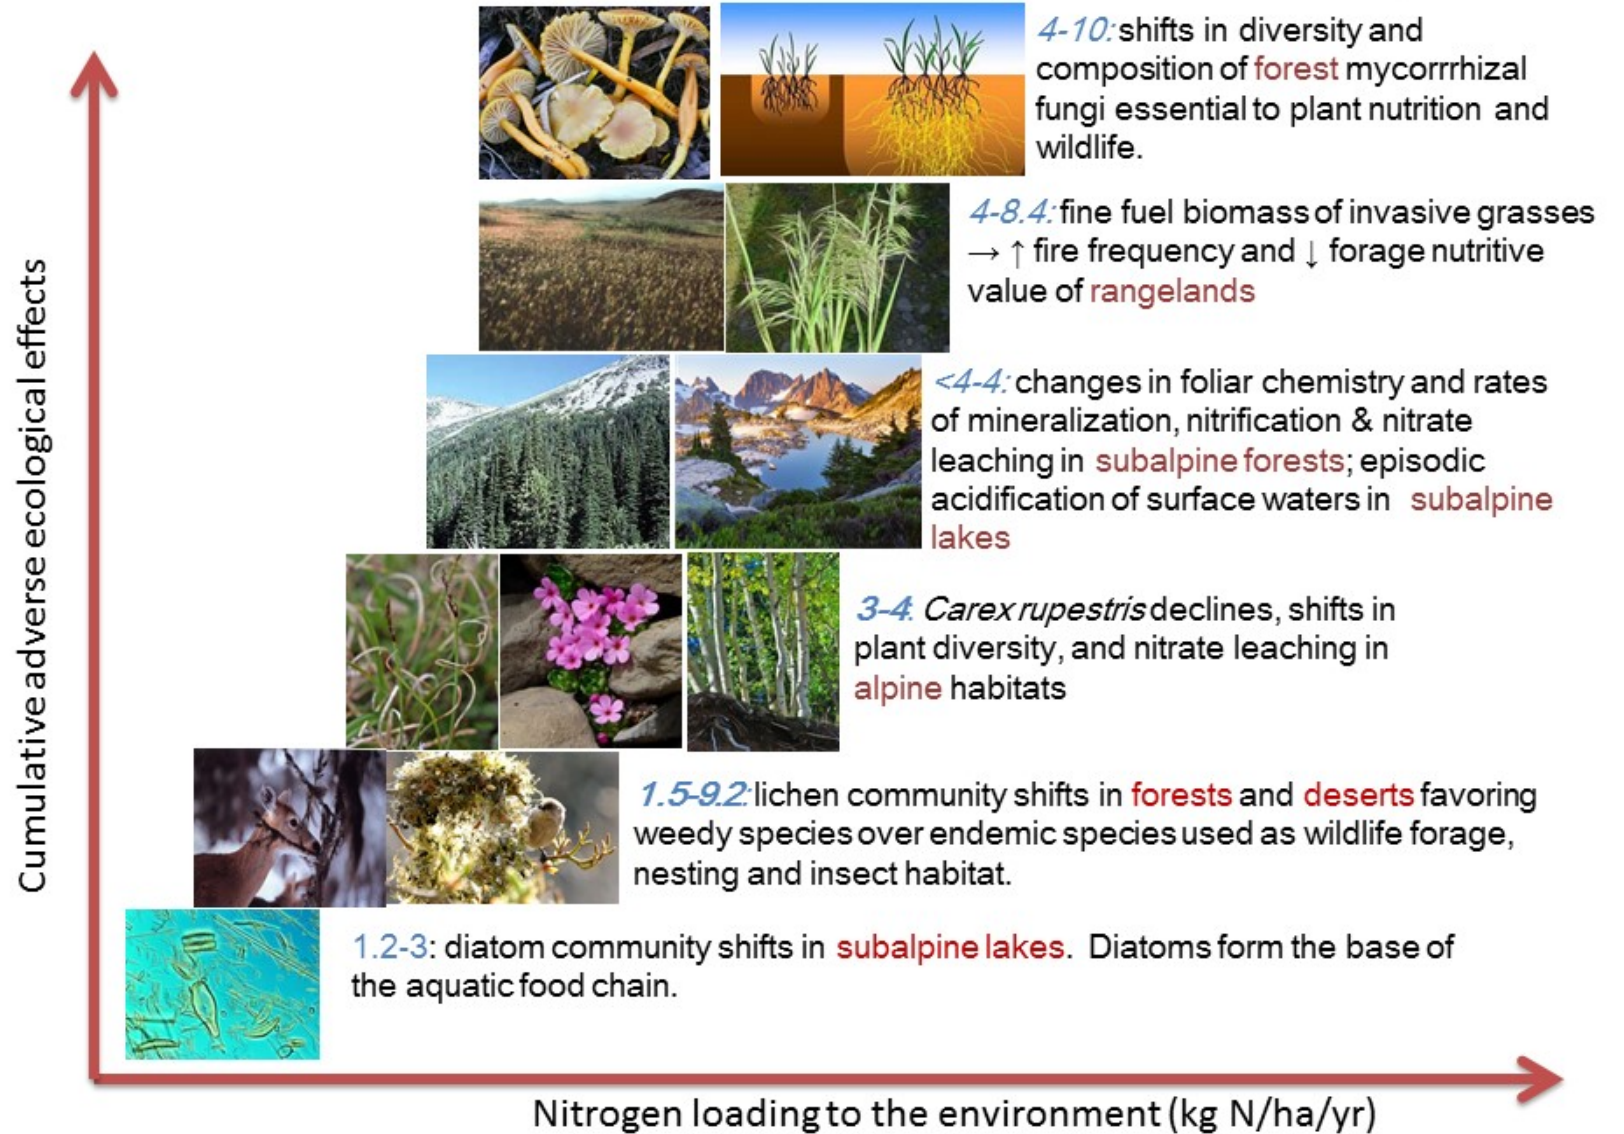 4-10: shifts in diversity and
composition of forest mycorrrhizal
fungi essential to plant nutrition and
wildlife.
4-8.4: fine fuel biomass of invasive grasses
→ ↑ fire frequency and ↓ forage nutritive
value of rangelands
<4-4: changes in foliar chemistry and rates
of mineralization, nitrification & nitrate
leaching in subalpine forests; episodic
acidification of surface waters in subalpine
lakes
3-4: Carex rupestris declines, shifts in
plant diversity, and nitrate leaching in
alpine habitats
1.5-9.2: lichen community shifts in forests and deserts favoring
weedy species over endemic species used as wildlife forage,
nesting and insect habitat.
1.2-3: diatom community shifts in subalpine lakes. Diatoms form the base of
the aquatic food chain.
Cumulative adverse ecological effects
Nitrogen loading to the environment (kg N/ha/yr)